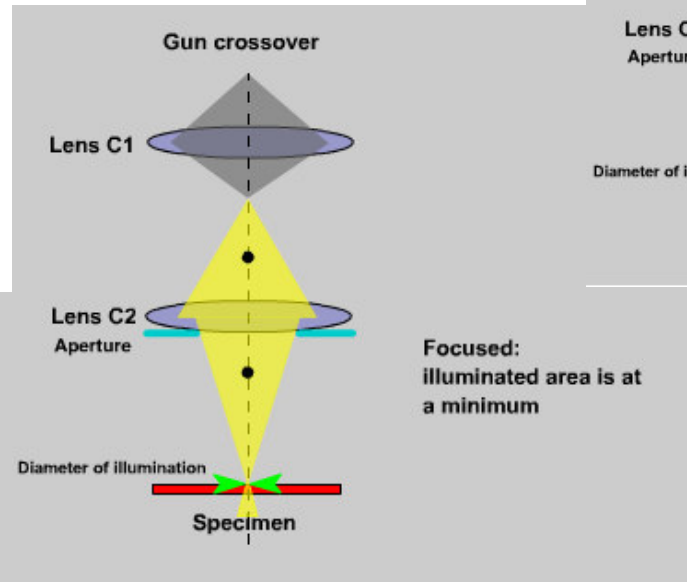 Gun crossover
Lens C1
Lens C2
Aperture
Focused:
illuminated area is at
a minimum
Diameter of illumination
Specimen
Lens
Diameter of